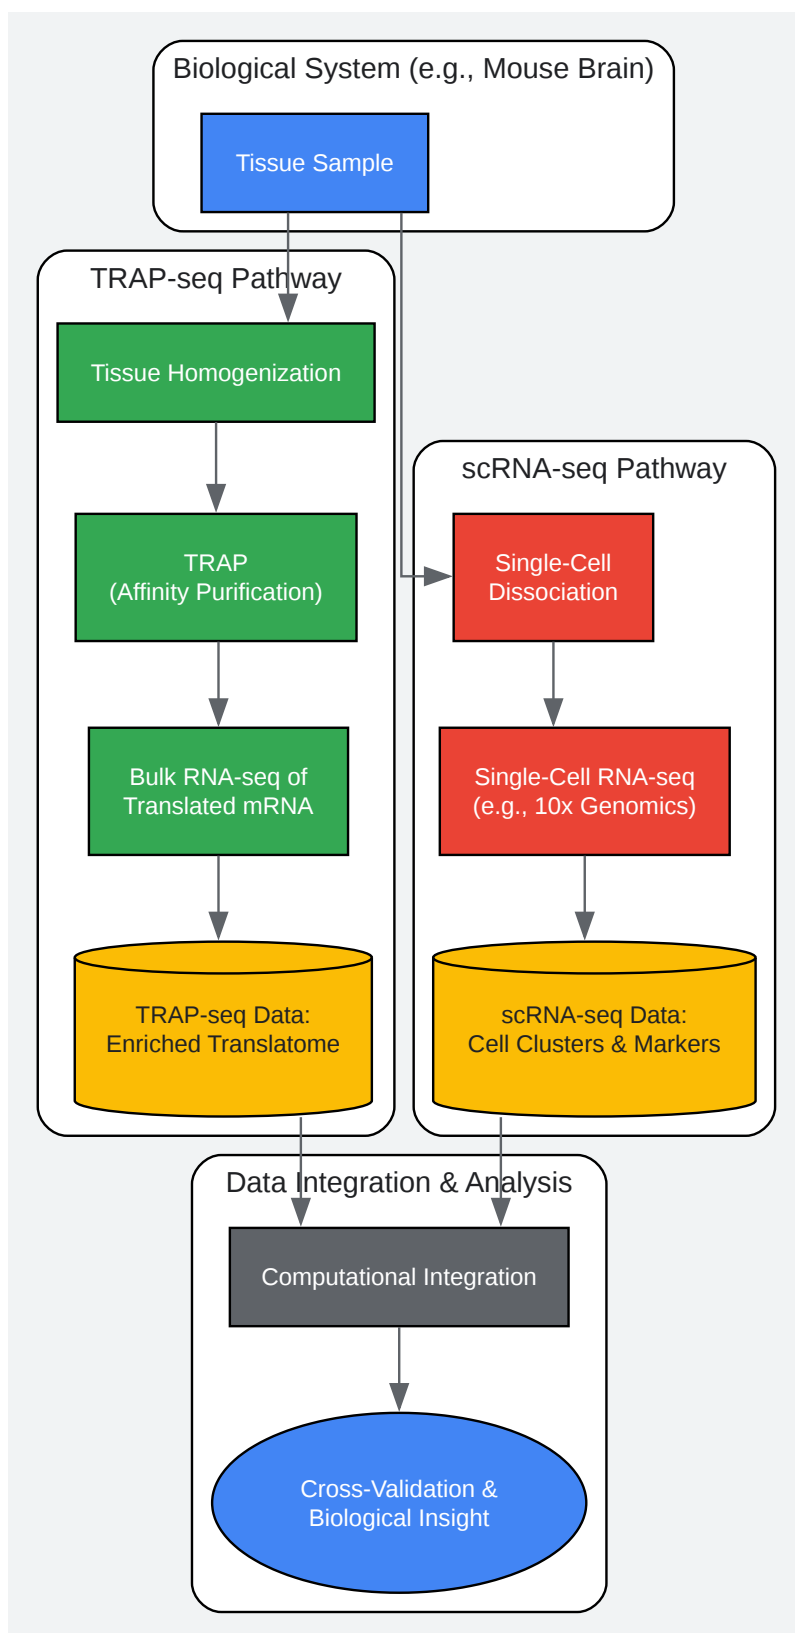 Biological System (e.g., Mouse Brain)
Tissue Sample
TRAP-seq Pathway
Tissue Homogenization
TRAP
(Affinity Purification)
Bulk RNA-seq of
Translated mRNA
TRAP-seq Data:
Enriched Translatome
scRNA-seq Pathway
Single-Cell
Dissociation
Single-Cell RNA-seq
(e.g., 10x Genomics)
scRNA-seq Data:
Cell Clusters & Markers
Data Integration & Analysis
Computational Integration
Cross-Validation &
Biological Insight